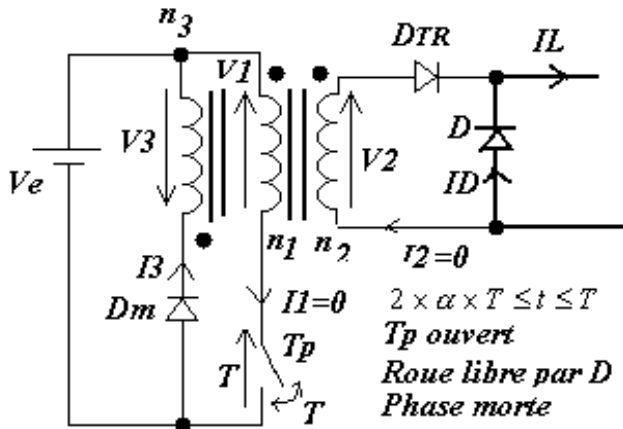 n3
V1
DTR
IL
V3
V2
D
Ve
ID
n1
n2
I2=0
I3
I1=0
2 × α × T ≤ t ≤ T
Dm
Tp
Tp ouvert
T
Roue libre par D
T
Phase morte